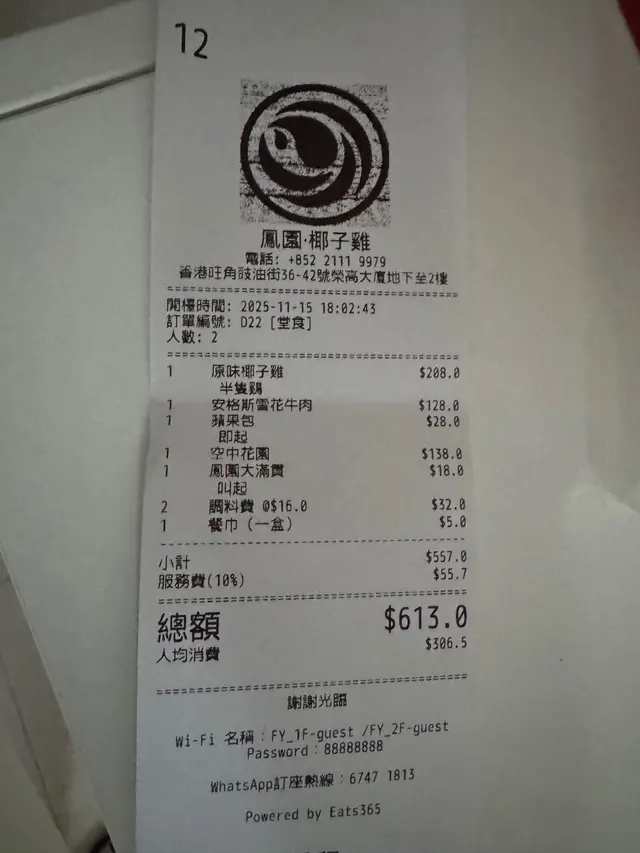 12
鳳園·椰子雞
電話: +852 2111 9979
香港旺角豉油街36-42號榮高大廈地下至2樓
開檯時間: 2025-11-15 18:02:43
訂單編號: D22 [堂食]
人數: 2
1 原味椰子雞 $208.0
半隻鷄
1 安格斯雪花牛肉 $128.0
1 蘋果包 $28.0
即起
1 空中花園 $138.0
1 鳳園大滿貫 $18.0
叫起
2 調料費 @$16.0 $32.0
1 餐巾（一盒） $5.0
小計 $557.0
服務費(10%) $55.7
總額 $613.0
人均消費 $306.5
謝謝光臨
Wi-Fi 名稱：FY_1F-guest /FY_2F-guest
Password：88888888
WhatsApp訂座熱線：6747 1813
Powered by Eats365